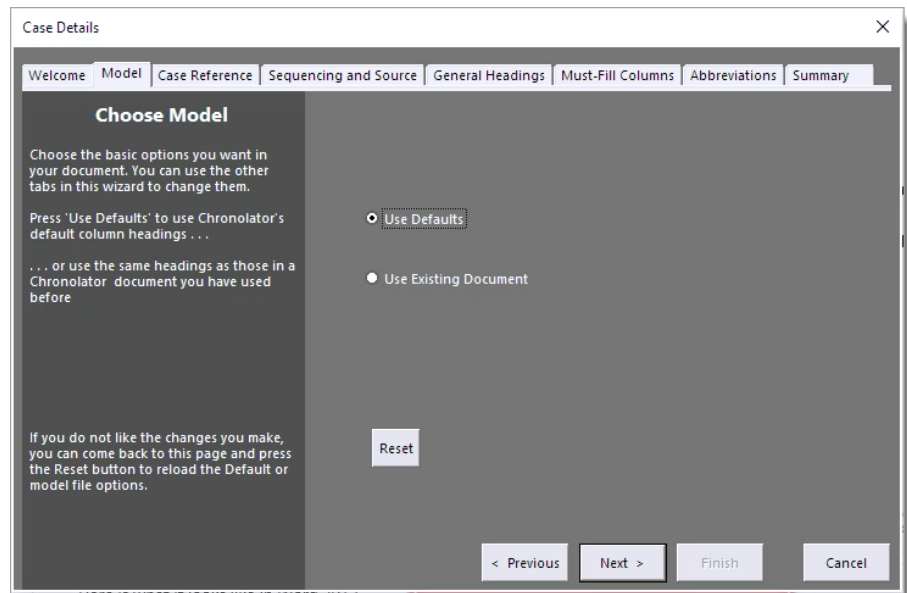 Case Details
Welcome Model Case Reference Sequencing and Source General Headings Must-Fill Columns Abbreviations Summary
Choose Model
Choose the basic options you want in
your document. You can use the other
tabs in this wizard to change them.
Press 'Use Defaults' to use Chronolator's
default column headings . . .
. . . or use the same headings as those in a
Chronolator document you have used
before
Use Defaults
Use Existing Document
If you do not like the changes you make,
you can come back to this page and press
the Reset button to reload the Default or
model file options.
Reset
< Previous Next > Finish Cancel